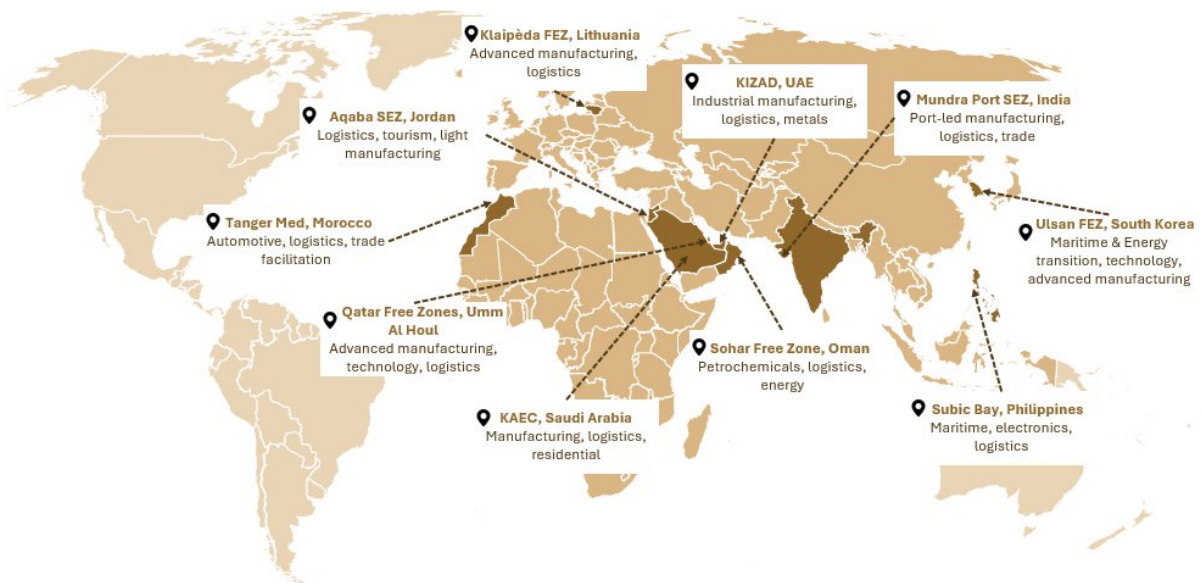 Klaipèda FEZ, Lithuania
Advanced manufacturing,
logistics
KIZAD, UAE
Industrial manufacturing,
logistics, metals
Mundra Port SEZ, India
Port-led manufacturing,
logistics, trade
Aqaba SEZ, Jordan
Logistics, tourism, light
manufacturing
Tanger Med, Morocco
Automotive, logistics, trade
facilitation
Ulsan FEZ, South Korea
Maritime & Energy
transition, technology,
advanced manufacturing
Qatar Free Zones, Umm
Al Houl
Advanced manufacturing,
technology, logistics
Sohar Free Zone, Oman
Petrochemicals, logistics,
energy
KAEC, Saudi Arabia
Manufacturing, logistics,
residential
Subic Bay, Philippines
Maritime, electronics,
logistics